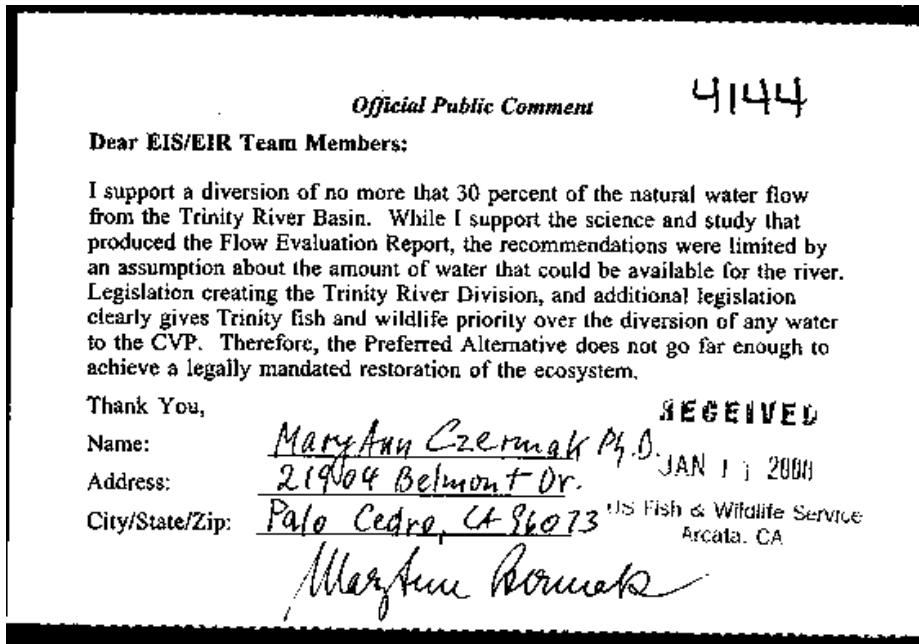 4144
Official Public Comment
Dear EIS/EIR Team Members:
I support a diversion of no more that 30 percent of the natural water flow
from the Trinity River Basin. While I support the science and study that
produced the Flow Evaluation Report, the recommendations were limited by
an assumption about the amount of water that could be available for the river.
Legislation creating the Trinity River Division, and additional legislation
clearly gives Trinity fish and wildlife priority over the diversion of any water
to the CVP. Therefore, the Preferred Alternative does not go far enough to
achieve a legally mandated restoration of the ecosystem.
Thank You,
RECEIVED
Name: MaryAnn Czermak Ph.D.
JAN 11 2000
Address: 21904 Belmont Dr.
City/State/Zip: Palo Cedro, CA 96073
US Fish & Wildlife Service
Arcata, CA
MaryAnn Czermak